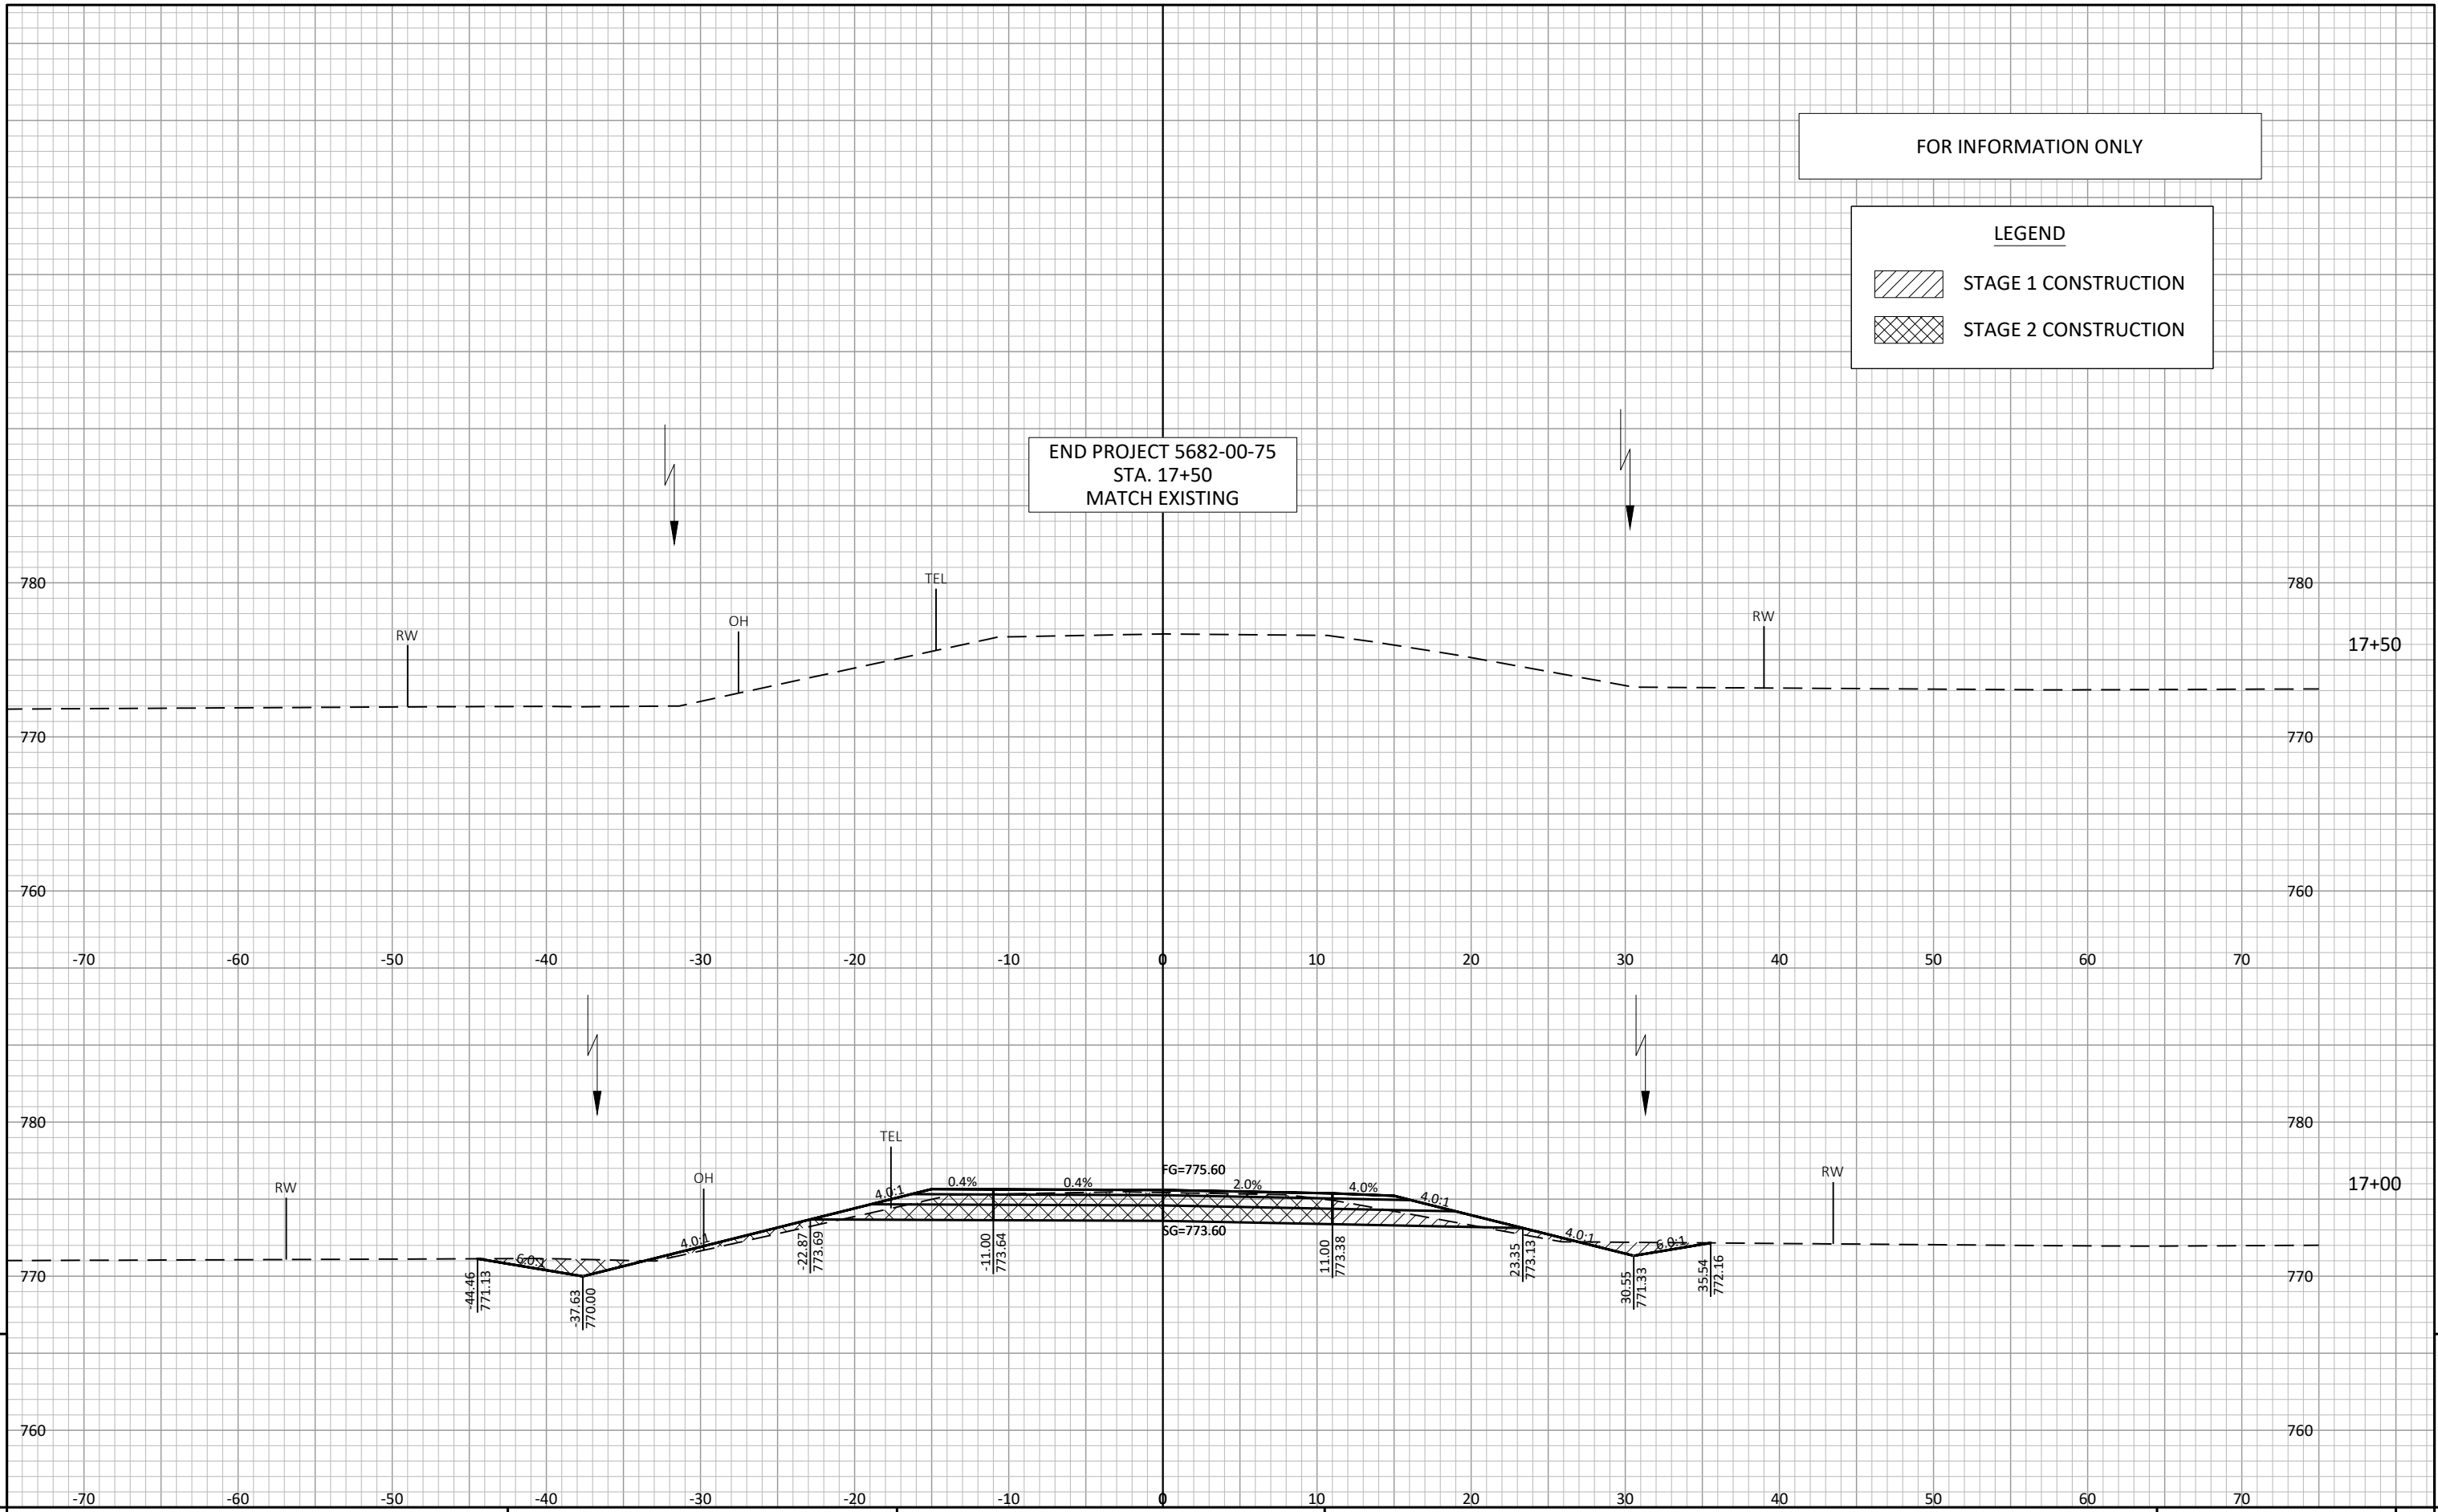 FOR INFORMATION ONLY
LEGEND
STAGE 1 CONSTRUCTION
STAGE 2 CONSTRUCTION
END PROJECT 5682-00-75
STA. 17+50
MATCH EXISTING
780
TEL
780
RW
OH
RW
17+50
770
770
760
760
-70 -60 -50 -40 -30 -20 -10 0 10 20 30 40 50 60 70
780
780
TEL
RW
OH
FG=775.60
RW
17+00
4.0:1
0.4%
0.4%
2.0%
4.0%
4.0:1
SG=773.60
6.0:1
4.0:1
4.0:1
6.0:1
770
770
-44.46
771.13
-37.63
770.00
-22.87
773.69
-11.00
773.64
11.00
773.38
23.35
773.13
30.55
771.33
35.54
772.16
760
760
-70 -60 -50 -40 -30 -20 -10 0 10 20 30 40 50 60 70